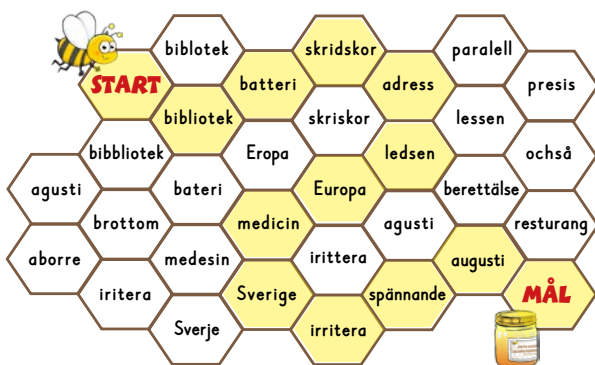 biblotek
skridskor
paralell
START
batteri
adress
presis
bibliotek
skriskor
lessen
bibbliotek
Eropa
ledsen
ochså
agusti
bateri
Europa
berettälse
brottom
medicin
agusti
resturang
aborre
medesin
irittera
augusti
iritera
Sverige
spännande
MÅL
Sverje
irritera